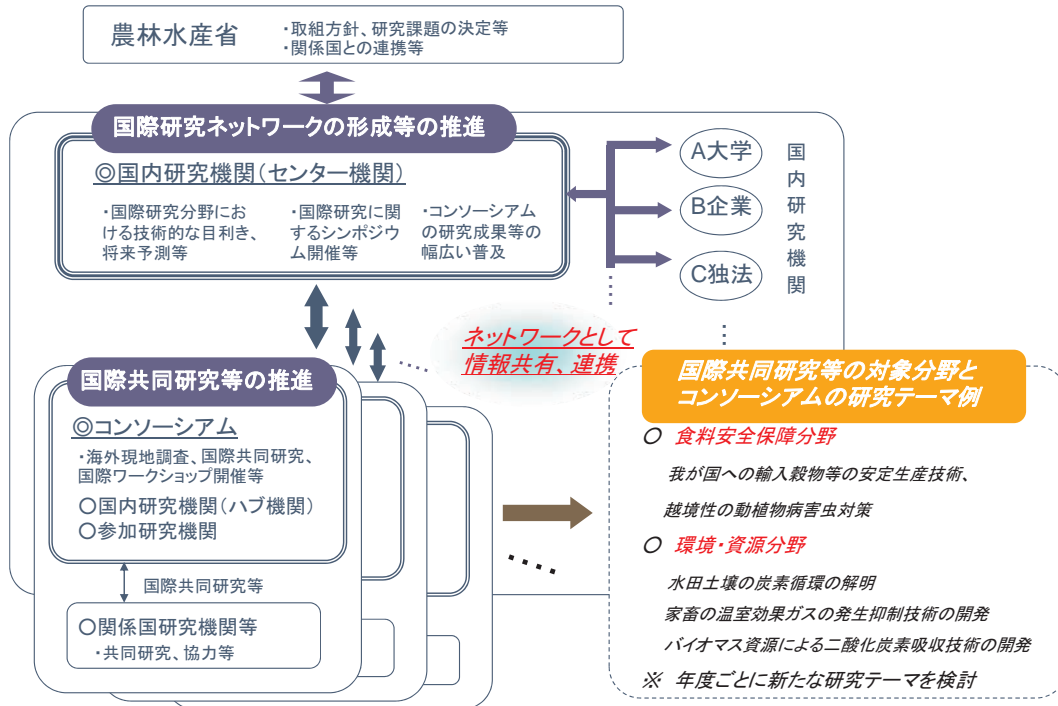 農林水産省
・取組方針、研究課題の決定等
・関係国との連携等
国際研究ネットワークの形成等の推進
◎国内研究機関（センター機関）
・国際研究分野にお
ける技術的な目利き、
将来予測等
・国際研究に関
するシンポジウ
ム開催等
・コンソーシアム
の研究成果等の
幅広い普及
A大学
B企業
C独法
国内研究機関
ネットワークとして
情報共有、連携
国際共同研究等の推進
◎コンソーシアム
・海外現地調査、国際共同研究、
国際ワークショップ開催等
○国内研究機関（ハブ機関）
○参加研究機関
国際共同研究等
○関係国研究機関等
・共同研究、協力等
国際共同研究等の対象分野と
コンソーシアムの研究テーマ例
○ 食料安全保障分野
我が国への輸入穀物等の安定生産技術、
越境性の動植物病害虫対策
○ 環境・資源分野
水田土壌の炭素循環の解明
家畜の温室効果ガスの発生抑制技術の開発
バイオマス資源による二酸化炭素吸収技術の開発
※ 年度ごとに新たな研究テーマを検討